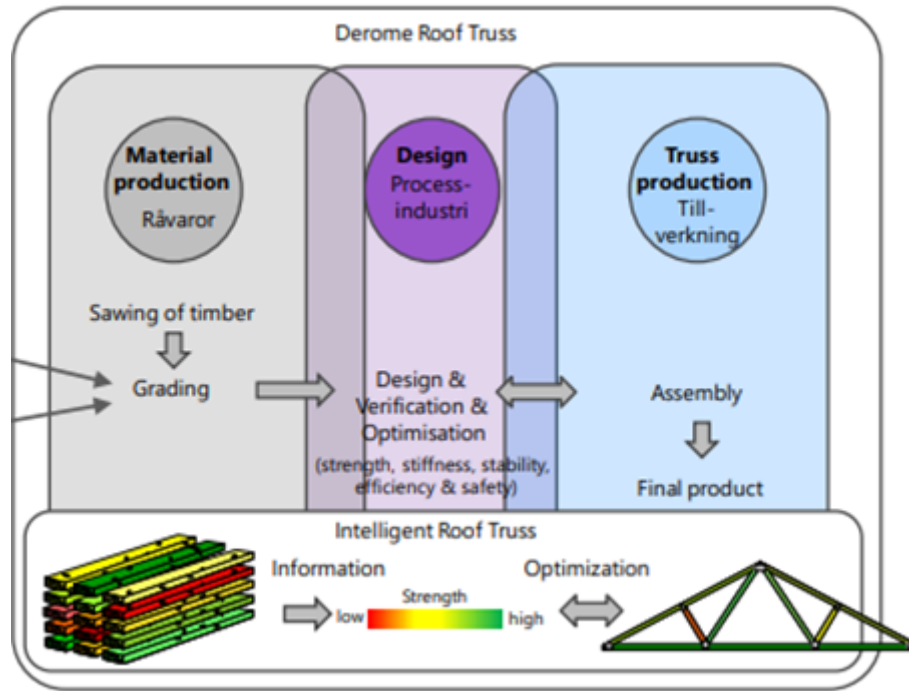 Derome Roof Truss
Material
production
Råvaror
Design
Process-
industri
Truss
production
Till-
verkning
Sawing of timber
Grading
Design &
Verification &
Optimisation
(strength, stiffness, stability,
efficiency & safety)
Assembly
Final product
Intelligent Roof Truss
Information
Optimization
Strength
low
high